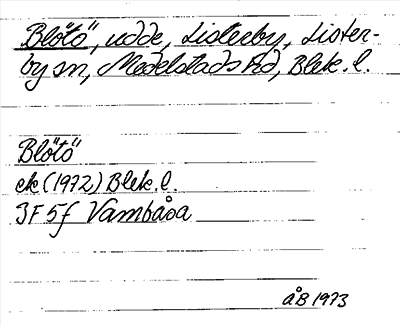 Blötö, udde, Listerby, Lister-
by sn, Medelstads hd, Blek. l.
Blötö
ek (1972) Blek. l.
3F 5f Vambåsa
åB 1973